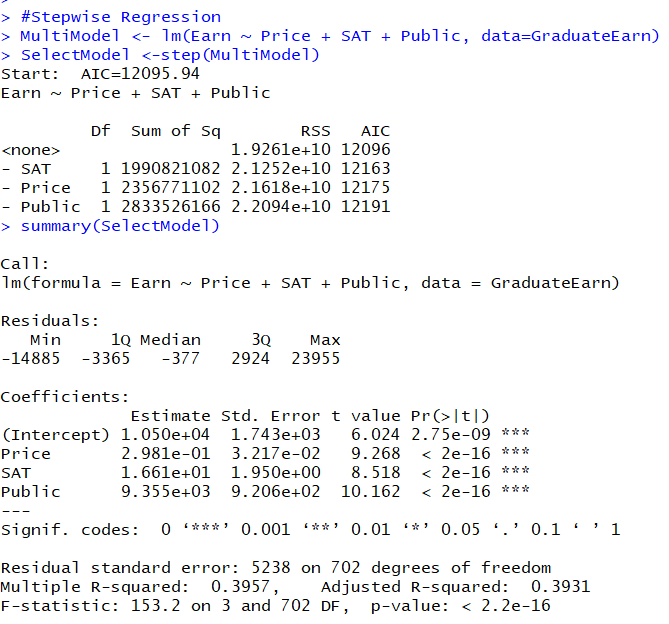 > #Stepwise Regression
> MultiModel <- lm(Earn ~ Price + SAT + Public, data=GraduateEarn)
> SelectModel <-step(MultiModel)
Start:  AIC=12095.94
Earn ~ Price + SAT + Public

         Df  Sum of Sq        RSS   AIC
<none>                 1.9261e+10 12096
- SAT     1 1990821082 2.1252e+10 12163
- Price   1 2356771102 2.1618e+10 12175
- Public  1 2833526166 2.2094e+10 12191
> summary(SelectModel)

Call:
lm(formula = Earn ~ Price + SAT + Public, data = GraduateEarn)

Residuals:
   Min     1Q Median     3Q    Max
-14885  -3365   -377   2924  23955

Coefficients:
             Estimate Std. Error t value Pr(>|t|)
(Intercept) 1.050e+04  1.743e+03   6.024 2.75e-09 ***
Price       2.981e-01  3.217e-02   9.268  < 2e-16 ***
SAT         1.661e+01  1.950e+00   8.518  < 2e-16 ***
Public      9.355e+03  9.206e+02  10.162  < 2e-16 ***
---
Signif. codes:  0 ‘***’ 0.001 ‘**’ 0.01 ‘*’ 0.05 ‘.’ 0.1 ‘ ’ 1

Residual standard error: 5238 on 702 degrees of freedom
Multiple R-squared:  0.3957,    Adjusted R-squared:  0.3931
F-statistic: 153.2 on 3 and 702 DF,  p-value: < 2.2e-16